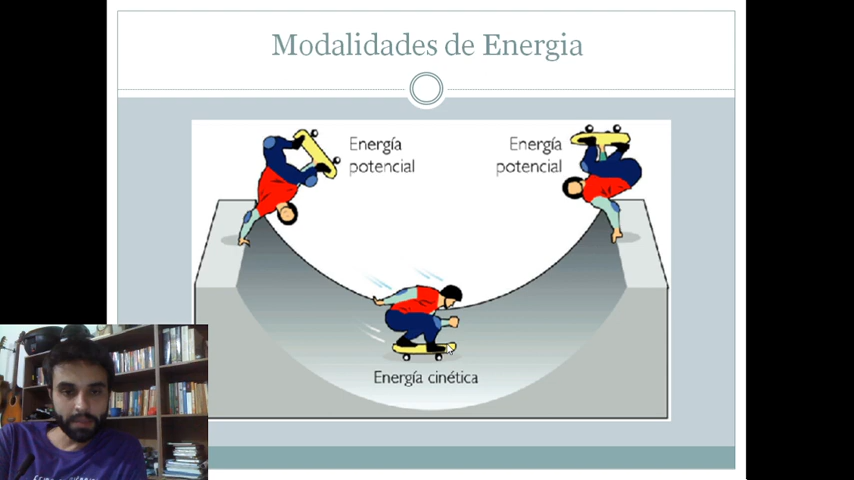 Modalidades de Energia
Energía
potencial
Energía
potencial
Energía cinética